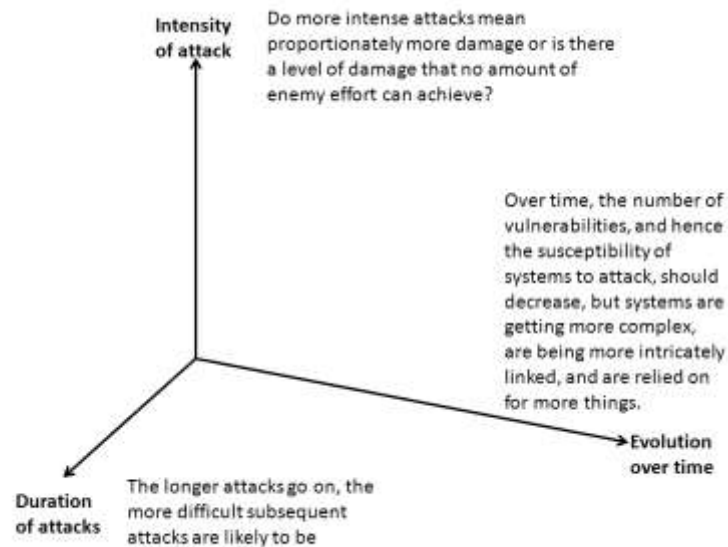 Intensity
of attack
Do more intense attacks mean
proportionately more damage or is there
a level of damage that no amount of
enemy effort can achieve?
Over time, the number of
vulnerabilities, and hence
the susceptibility of
systems to attack, should
decrease, but systems are
getting more complex,
are being more intricately
linked, and are relied on
for more things.
Evolution
over time
Duration
of attacks
The longer attacks go on, the
more difficult subsequent
attacks are likely to be